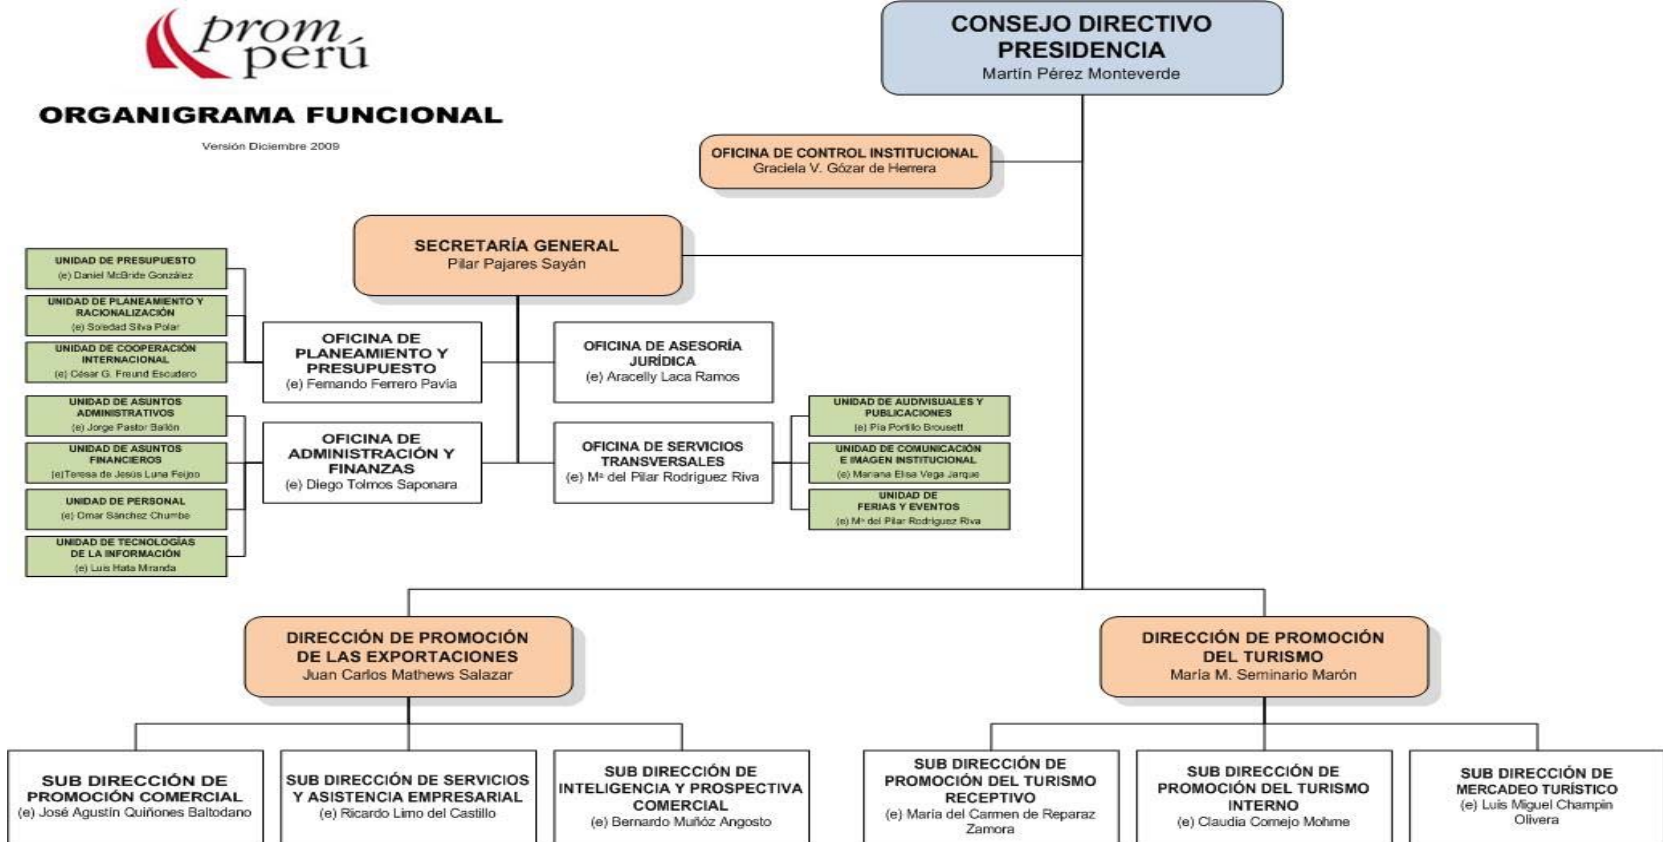 prom
perú
ORGANIGRAMA FUNCIONAL
Versión Diciembre 2009
CONSEJO DIRECTIVO
PRESIDENCIA
Martín Pérez Monteverde
OFICINA DE CONTROL INSTITUCIONAL
Graciela V. Gózar de Herrera
SECRETARÍA GENERAL
Pilar Pajares Sayán
UNIDAD DE PRESUPUESTO
(e) Daniel McBride González
UNIDAD DE PLANEAMIENTO Y
RACIONALIZACIÓN
(e) Soledad Silva Polar
UNIDAD DE COOPERACIÓN
INTERNACIONAL
(e) César G. Freund Escudero
OFICINA DE
PLANEAMIENTO Y
PRESUPUESTO
(e) Fernando Ferrero Pavía
OFICINA DE ASESORÍA
JURÍDICA
(e) Aracelly Laca Ramos
UNIDAD DE ASUNTOS
ADMINISTRATIVOS
(e) Jorge Pastor Ballón
UNIDAD DE ASUNTOS
FINANCIEROS
(e)Teresa de Jesús Luna Feijoo
UNIDAD DE PERSONAL
(e) Omar Sánchez Chumbe
UNIDAD DE TECNOLOGÍAS
DE LA INFORMACIÓN
(e) Luis Hata Miranda
OFICINA DE
ADMINISTRACIÓN Y
FINANZAS
(e) Diego Tolmos Saponara
OFICINA DE SERVICIOS
TRANSVERSALES
(e) Mª del Pilar Rodriguez Riva
UNIDAD DE AUDIVISUALES Y
PUBLICACIONES
(e) Pía Portillo Brousett
UNIDAD DE COMUNICACIÓN
E IMAGEN INSTITUCIONAL
(e) Mariana Elisa Vega Jarque
UNIDAD DE
FERIAS Y EVENTOS
(e) Mª del Pilar Rodríguez Riva
DIRECCIÓN DE PROMOCIÓN
DE LAS EXPORTACIONES
Juan Carlos Mathews Salazar
DIRECCIÓN DE PROMOCIÓN
DEL TURISMO
María M. Seminario Marón
SUB DIRECCIÓN DE
PROMOCIÓN COMERCIAL
(e) José Agustín Quiñones Baltodano
SUB DIRECCIÓN DE SERVICIOS
Y ASISTENCIA EMPRESARIAL
(e) Ricardo Limo del Castillo
SUB DIRECCIÓN DE
INTELIGENCIA Y PROSPECTIVA
COMERCIAL
(e) Bernardo Muñóz Angosto
SUB DIRECCIÓN DE
PROMOCIÓN DEL TURISMO
RECEPTIVO
(e) María del Carmen de Reparaz
Zamora
SUB DIRECCIÓN DE
PROMOCIÓN DEL TURISMO
INTERNO
(e) Claudia Cornejo Mohme
SUB DIRECCIÓN DE
MERCADEO TURÍSTICO
(e) Luis Miguel Champin
Olivera